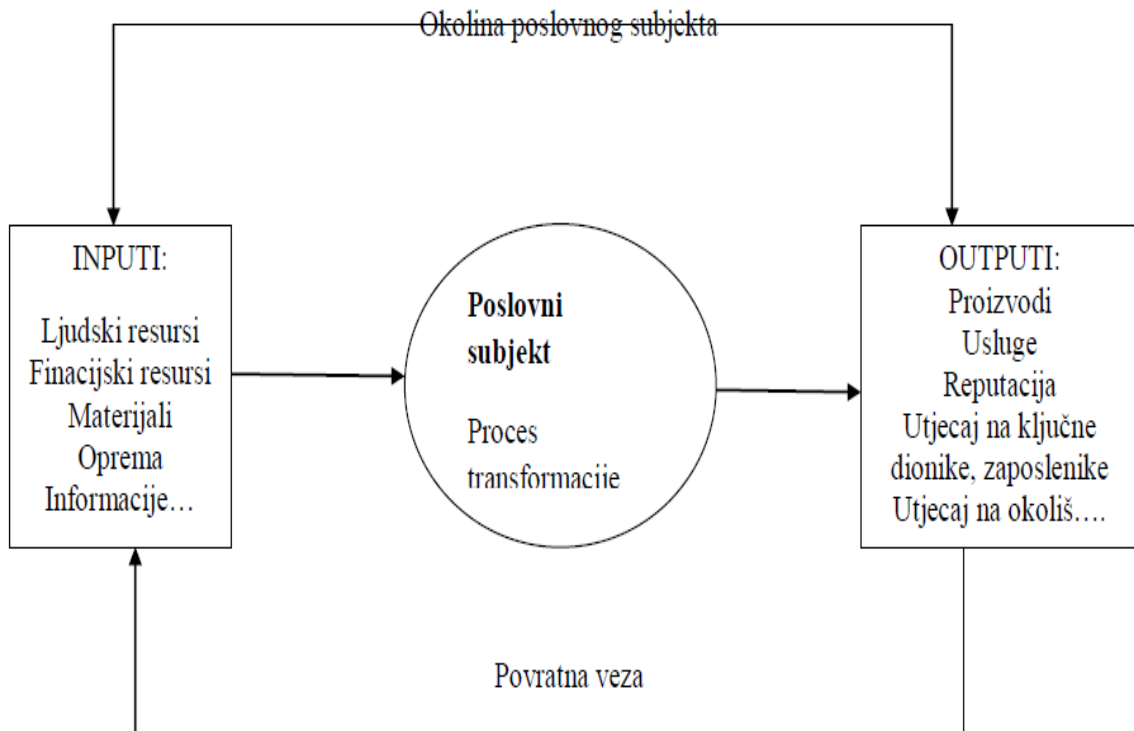 Okolina poslovnog subjekta
INPUTI:
Ljudski resursi
Finacijski resursi
Materijali
Oprema
Informacije…
Poslovni
subjekt
Proces
transformacije
OUTPUTI:
Proizvodi
Usluge
Reputacija
Utjecaj na ključne
dionike, zaposlenike
Utjecaj na okoliš….
Povratna veza